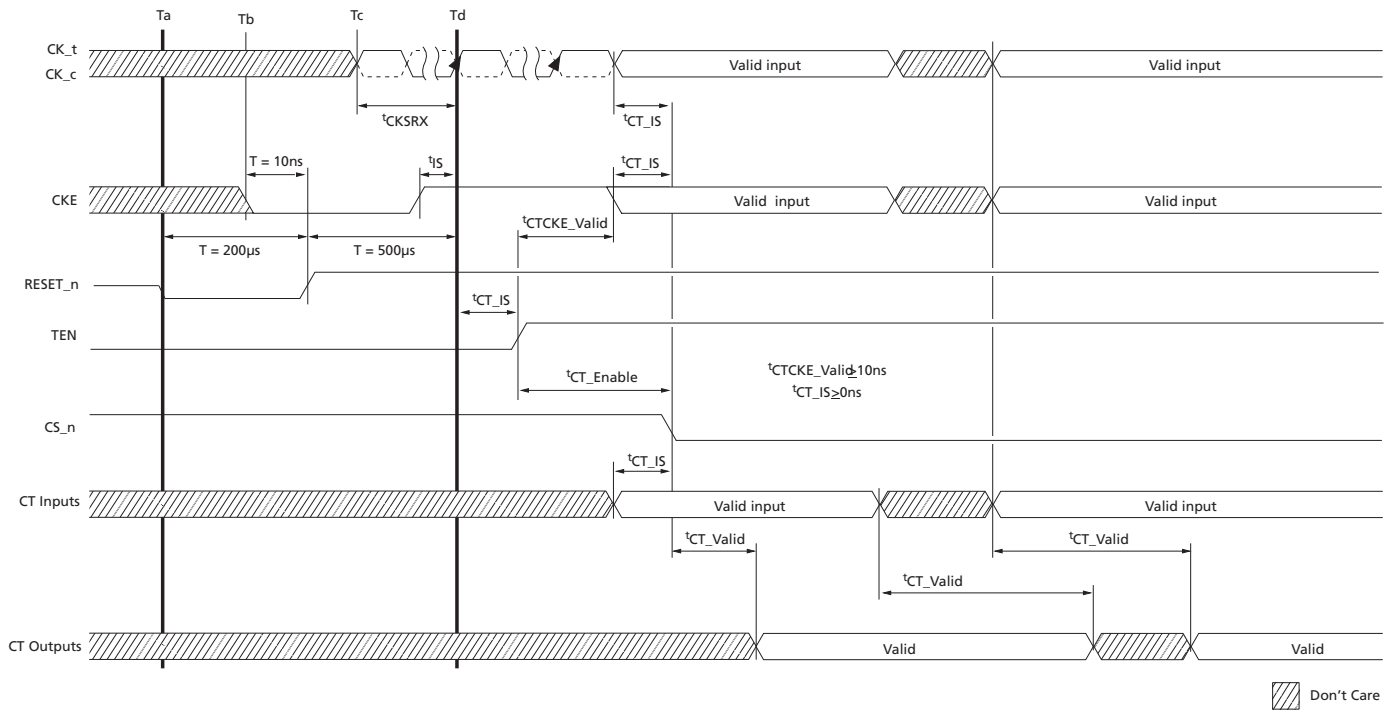 Ta Tb Tc Td
CK_t
CK_c
Valid input Valid input
tCKSRX tCT_IS
T = 10ns tIS tCT_IS
CKE Valid input Valid input
tCTCKE_Valid
T = 200µs T = 500µs
RESET_n
tCT_IS
TEN
tCT_Enable tCTCKE_Valid≥10ns
tCT_IS≥0ns
CS_n
tCT_IS
CT Inputs Valid input Valid input
tCT_Valid tCT_Valid
tCT_Valid
CT Outputs Valid Valid
Don't Care